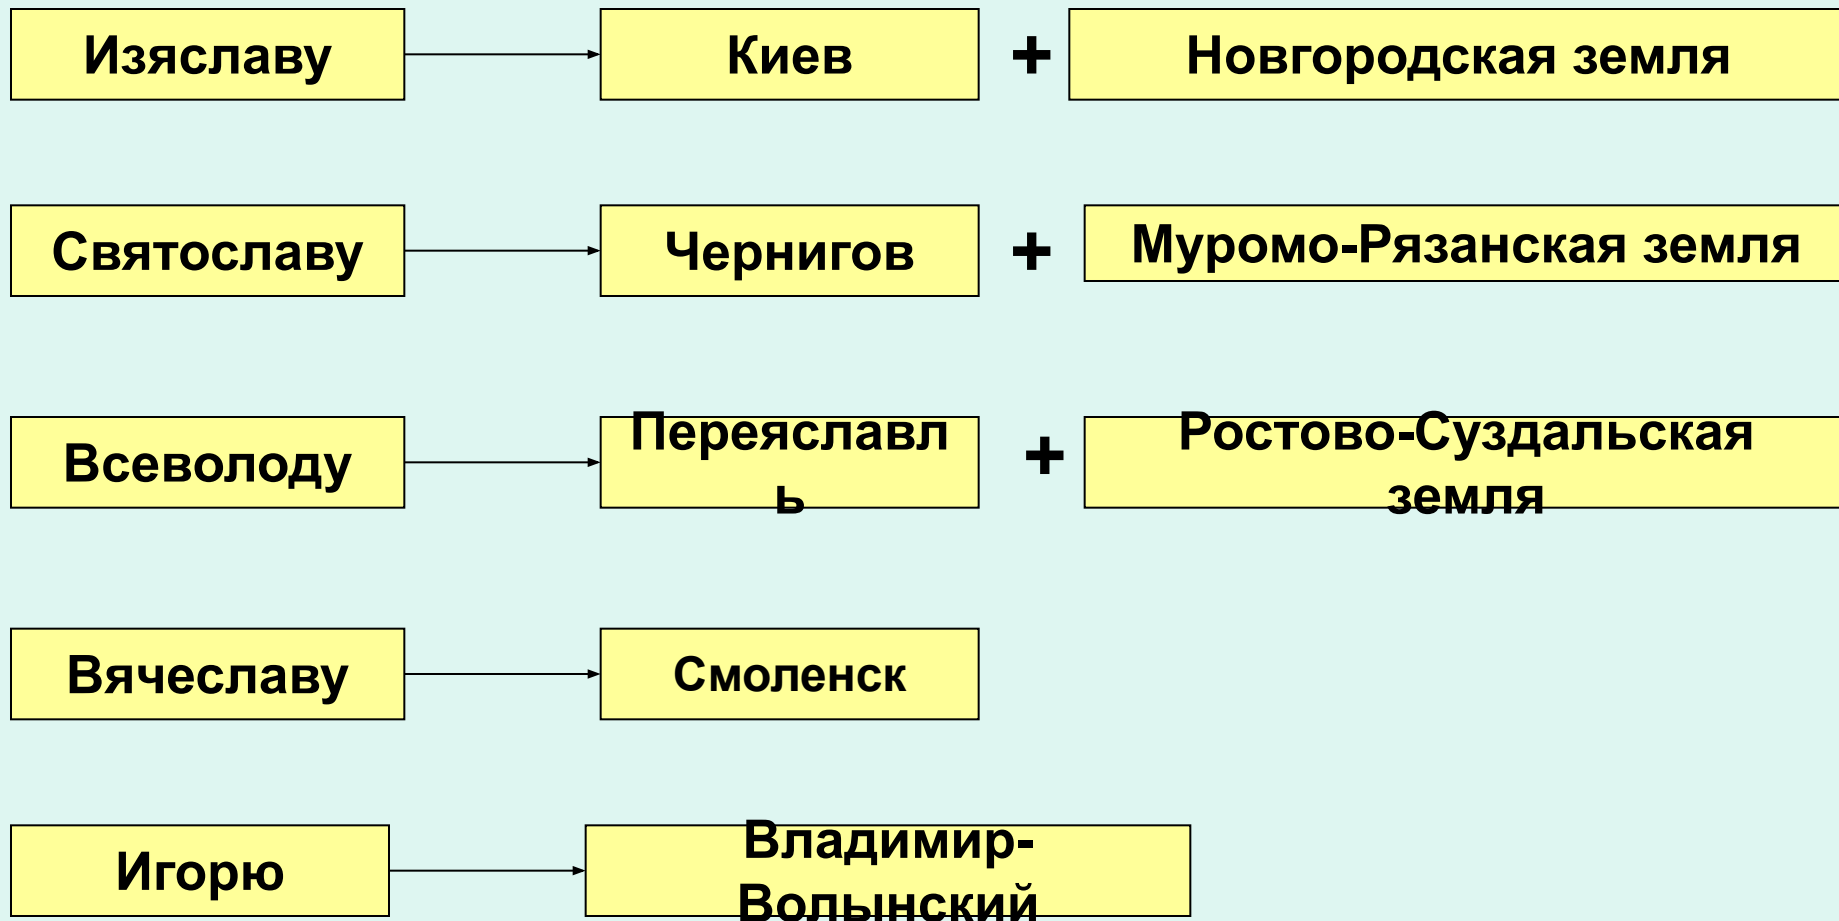 Изяславу Киев + Новгородская земля
Святославу Чернигов + Муромо-Рязанская земля
Всеволоду Переяславл
ь + Ростово-Суздальская
земля
Вячеславу Смоленск
Игорю Владимир-
Волынский